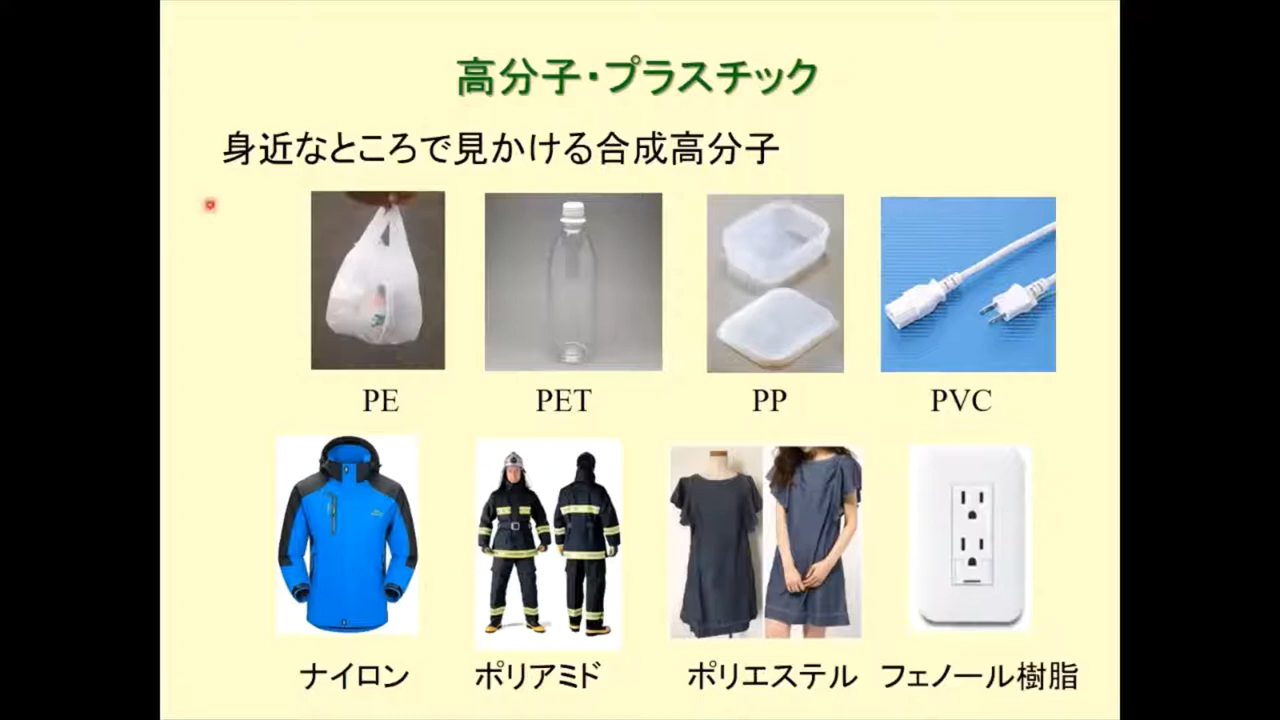 高分子・プラスチック
身近なところで見かける合成高分子
PE PET PP PVC
ナイロン ポリアミド ポリエステル フェノール樹脂